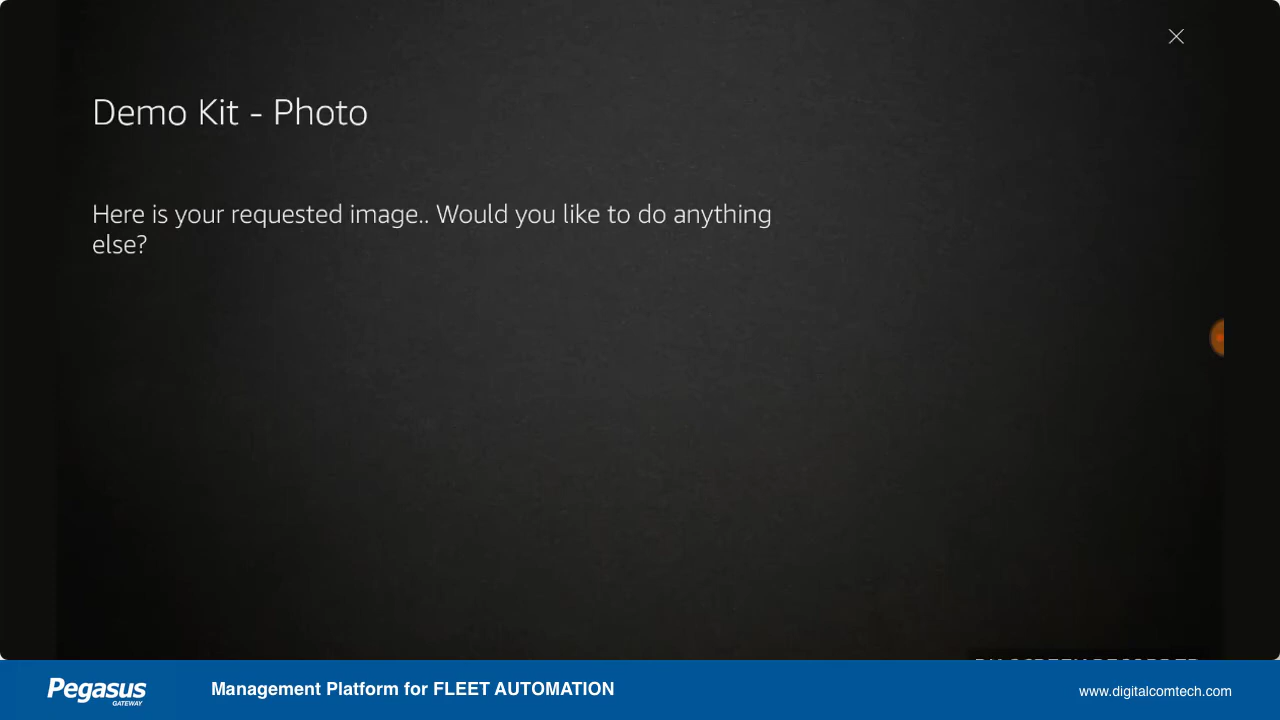 Demo Kit - Photo
Here is your requested image.. Would you like to do anything
else?
Pegasus
GATEWAY
Management Platform for FLEET AUTOMATION
www.digitalcomtech.com